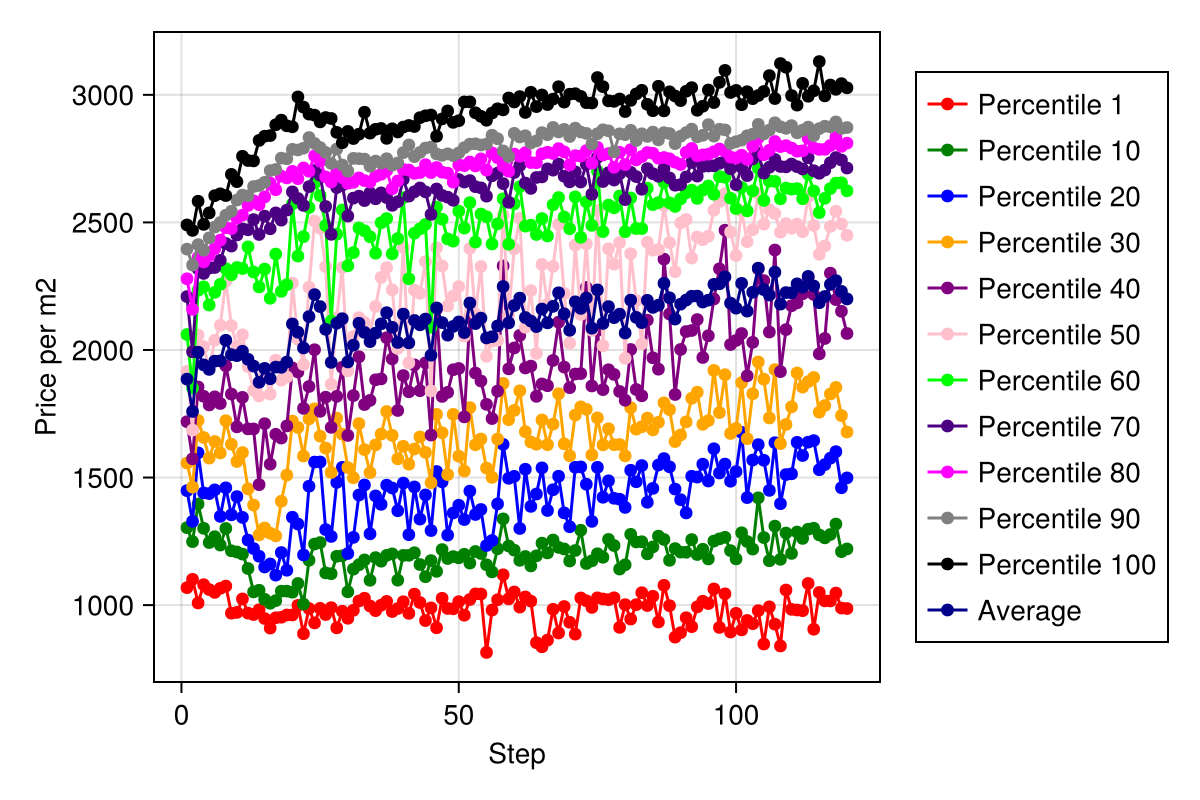 3000
2500
2000
1500
1000
Price per m2
0
50
100
Step
Percentile 1
Percentile 10
Percentile 20
Percentile 30
Percentile 40
Percentile 50
Percentile 60
Percentile 70
Percentile 80
Percentile 90
Percentile 100
Average